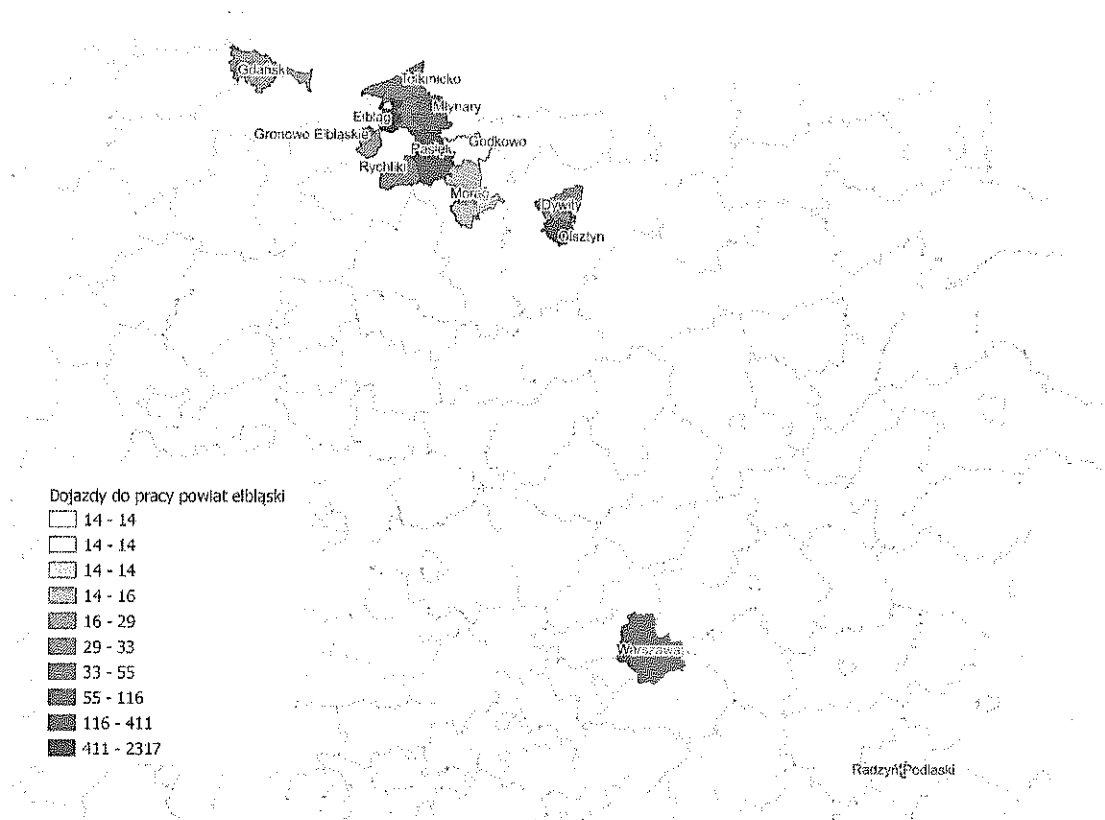 Gdańsk
Tolkmicko
Młynary
Elbląg
Gronowo Elbląskie
Godkowo
Pasłęk
Rychliki
Morąg
Dywity
Olsztyn
Dojazdy do pracy powiat elbląski
14 - 14
14 - 14
14 - 14
14 - 16
16 - 29
29 - 33
33 - 55
55 - 116
116 - 411
411 - 2317
Warszawa
Radzyń Podlaski